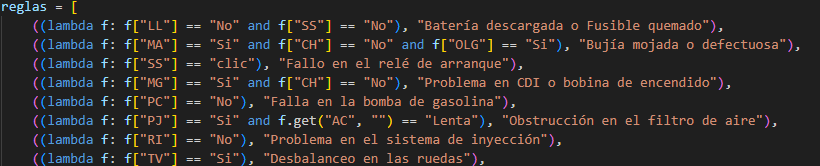 reglas = [
    ((lambda f: f["LL"] == "No" and f["SS"] == "No"), "Batería descargada o Fusible quemado"),
    ((lambda f: f["MA"] == "Si" and f["CH"] == "No" and f["OLG"] == "Si"), "Bujía mojada o defectuosa"),
    ((lambda f: f["SS"] == "clic"), "Fallo en el relé de arranque"),
    ((lambda f: f["MG"] == "Si" and f["CH"] == "No"), "Problema en CDI o bobina de encendido"),
    ((lambda f: f["PC"] == "No"), "Falla en la bomba de gasolina"),
    ((lambda f: f["PJ"] == "Si" and f.get("AC", "") == "Lenta"), "Obstrucción en el filtro de aire"),
    ((lambda f: f["RI"] == "No"), "Problema en el sistema de inyección"),
    ((lambda f: f["TV"] == "Si"), "Desbalanceo en las ruedas"),